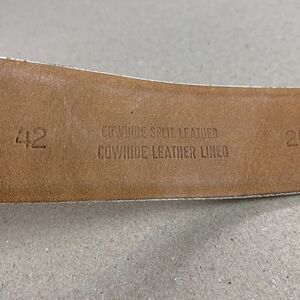 42
COWHIDE SPLIT LEATHER
COWHIDE LEATHER LINED
2